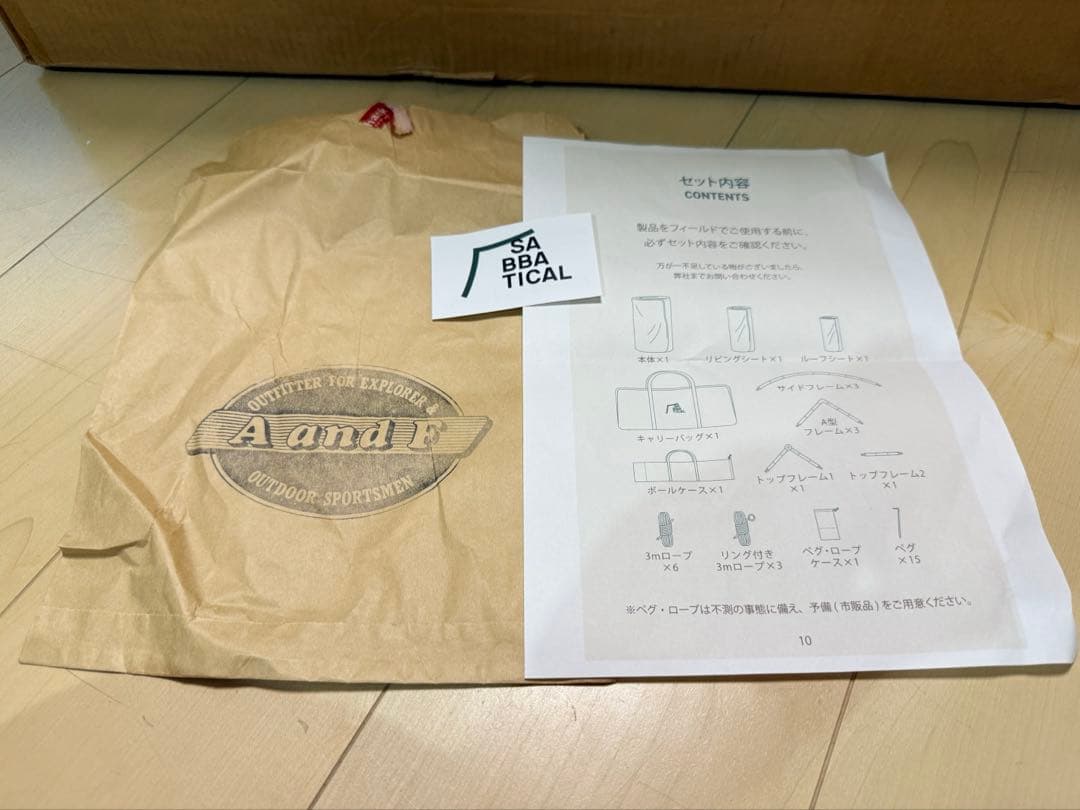 OUTFITTER FOR EXPLORER &
A and F
OUTDOOR SPORTSMEN
SA
BBA
TICAL
セット内容
CONTENTS
製品をフィールドでご使用する前に、
必ずセット内容をご確認ください。
万が一不足している物がございましたら、
弊社までお問い合わせください。
本体×1
リビングシート×1
ルーフシート×1
キャリーバッグ×1
サイドフレーム×3
A型
フレーム×3
ポールケース×1
トップフレーム1
×1
トップフレーム2
×1
3mロープ
×6
リング付き
3mロープ×3
ペグ・ロープ
ケース×1
ペグ
×15
※ペグ・ロープは不測の事態に備え、予備(市販品)をご用意ください。
10